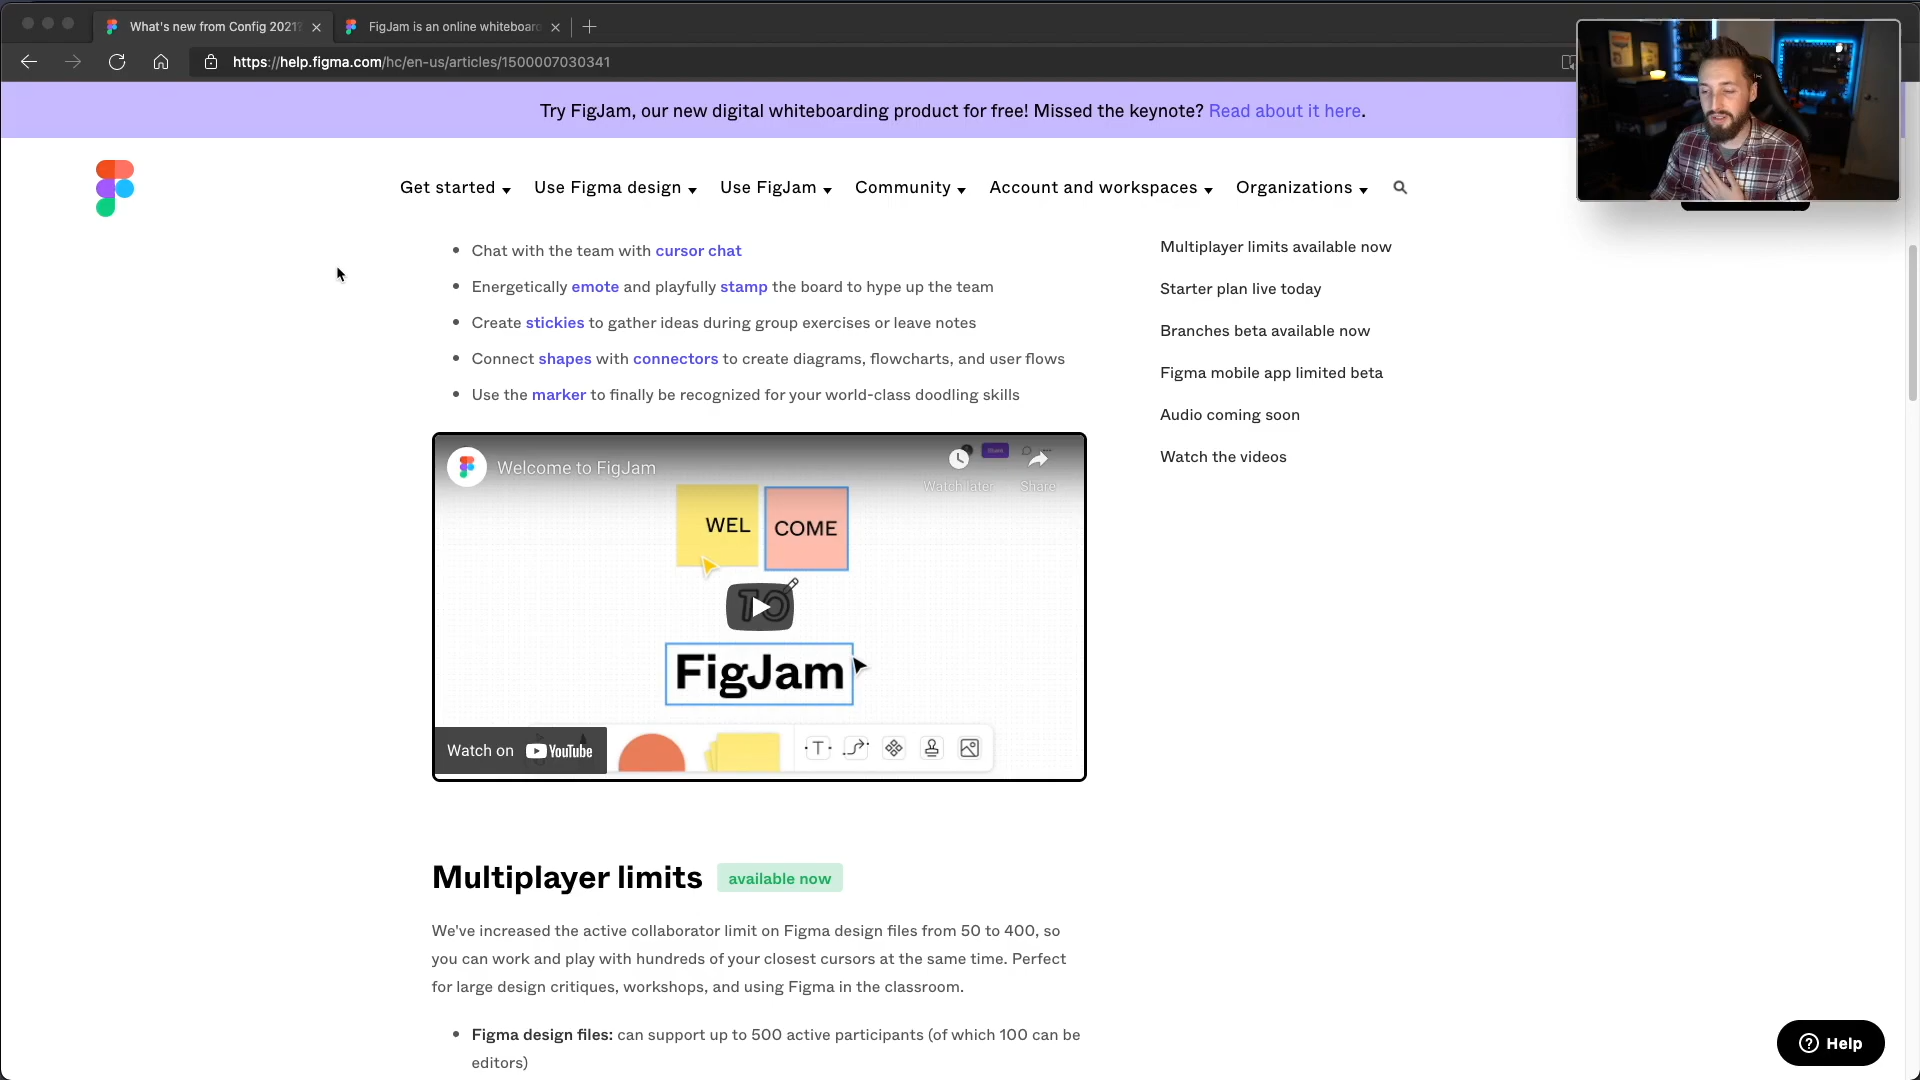 What's new from Config 2021?
FigJam is an online whiteboard
https://help.figma.com/hc/en-us/articles/1500007030341
Try FigJam, our new digital whiteboarding product for free! Missed the keynote? Read about it here.
Get started Use Figma design Use FigJam Community Account and workspaces Organizations
• Chat with the team with cursor chat
• Energetically emote and playfully stamp the board to hype up the team
• Create stickies to gather ideas during group exercises or leave notes
• Connect shapes with connectors to create diagrams, flowcharts, and user flows
• Use the marker to finally be recognized for your world-class doodling skills
Multiplayer limits available now
Starter plan live today
Branches beta available now
Figma mobile app limited beta
Audio coming soon
Watch the videos
Welcome to FigJam
Share
Watch later Share
WEL COME
TO
FigJam
Watch on YouTube
T
Multiplayer limits available now
We've increased the active collaborator limit on Figma design files from 50 to 400, so
you can work and play with hundreds of your closest cursors at the same time. Perfect
for large design critiques, workshops, and using Figma in the classroom.
• Figma design files: can support up to 500 active participants (of which 100 can be
editors)
? Help